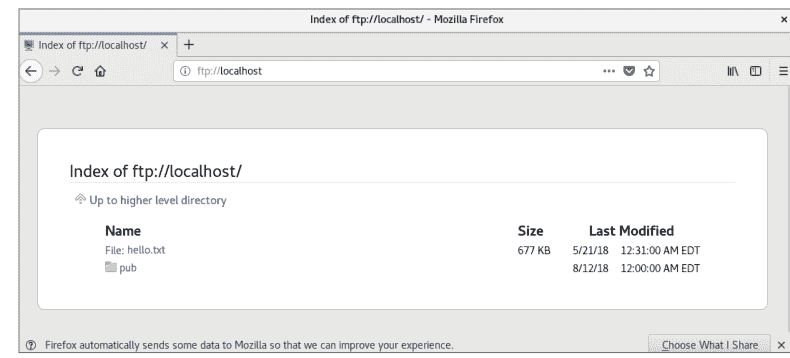 Index of ftp://localhost/ - Mozilla Firefox ×
Index of ftp://localhost/ × +
ftp://localhost
Index of ftp://localhost/
Up to higher level directory
Name Size Last Modified
File: hello.txt 677 KB 5/21/18 12:31:00 AM EDT
pub 8/12/18 12:00:00 AM EDT
Firefox automatically sends some data to Mozilla so that we can improve your experience. Choose What I Share ×